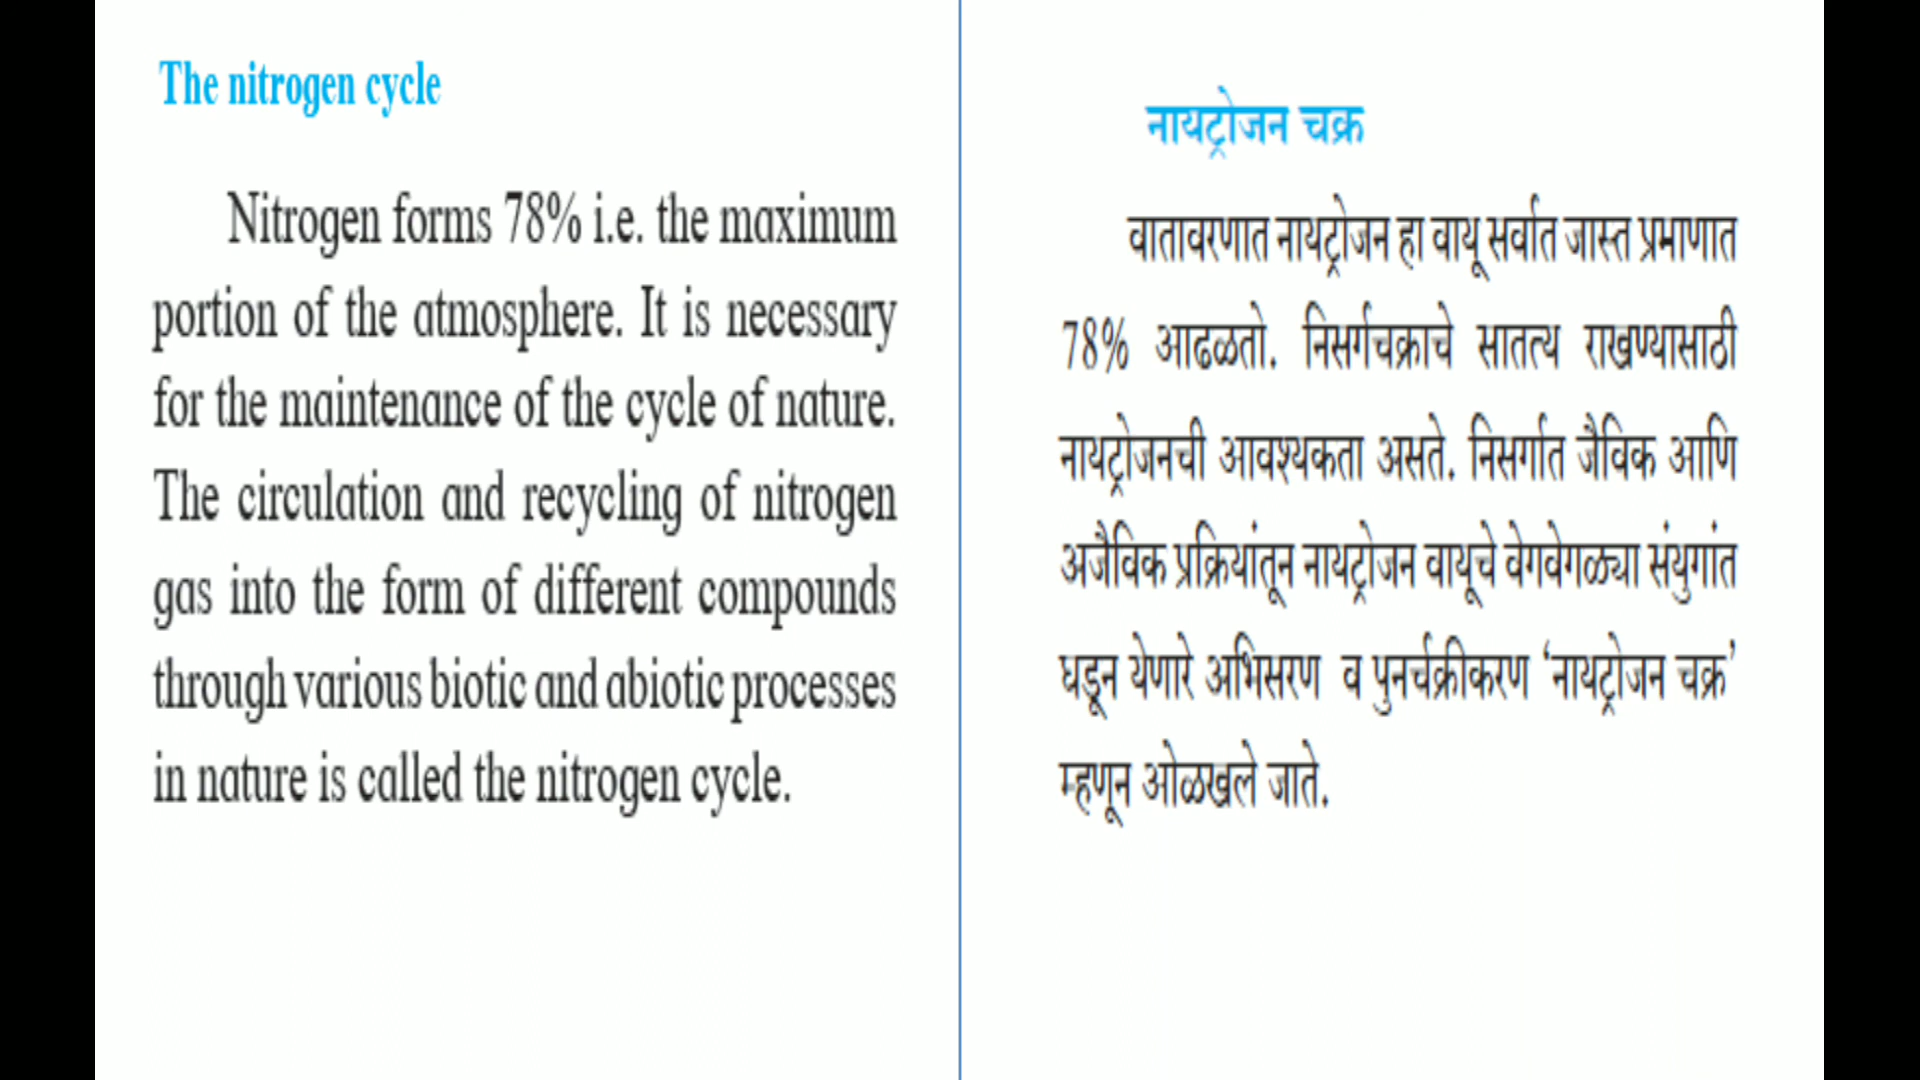 The nitrogen cycle
Nitrogen forms 78% i.e. the maximum
portion of the atmosphere. It is necessary
for the maintenance of the cycle of nature.
The circulation and recycling of nitrogen
gas into the form of different compounds
through various biotic and abiotic processes
in nature is called the nitrogen cycle.
नायट्रोजन चक्र
वातावरणात नायट्रोजन हा वायू सर्वात जास्त प्रमाणात
78% आढळतो. निसर्गचक्राचे सातत्य राखण्यासाठी
नायट्रोजनची आवश्यकता असते. निसर्गात जैविक आणि
अजैविक प्रक्रियांतून नायट्रोजन वायूचे वेगवेगळ्या संयुगांत
घडून येणारे अभिसरण व पुनर्चक्रीकरण ‘नायट्रोजन चक्र’
म्हणून ओळखले जाते.